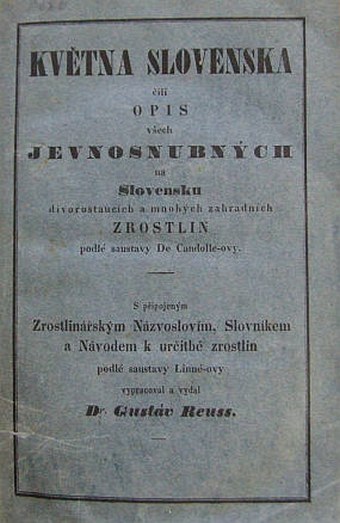 KVĚTNA SLOVENSKA
čili
OPIS
všech
JEVNOSNUBNÝCH
na
Slovensku
divorostaucích a mnohých zahradních
ZROSTLIN
podlé saustavy De Candolle-ovy.
S připojeným
Zrostlinářským Názvoslovím, Slovníkem
a Návodem k určitbě zrostlin
podlé saustavy Linné-ovy
vypracoval a vydal
Dr. Gustáv Reuss.